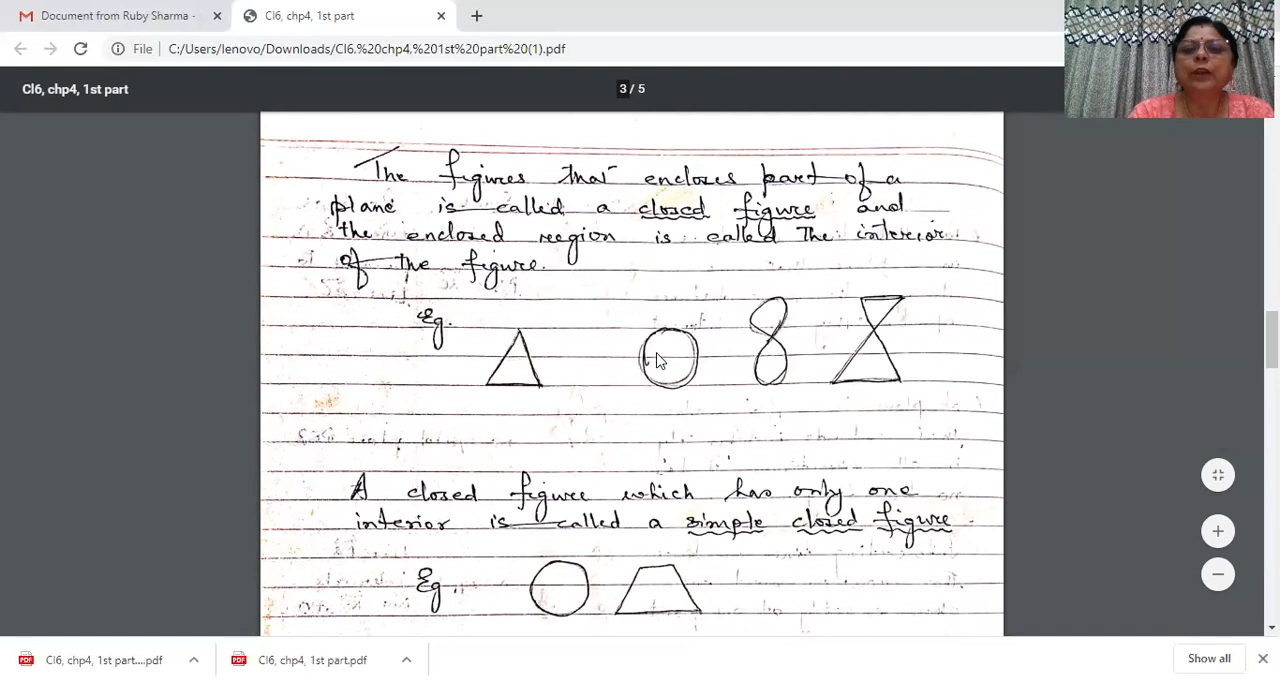 Document from Ruby Sharma -
Cl6, chp4, 1st part
File
C:/Users/lenovo/Downloads/Cl6.%20chp4,%201st%20part%20(1).pdf
Cl6, chp4, 1st part
3 / 5
The figures that encloses part of a
plane is called a closed figure and
the enclosed region is called the interior
of the figure.
Eg.
A closed figure which has only one
interior is called a simple closed figure.
Eg.
Cl6, chp4, 1st part....pdf
Cl6, chp4, 1st part.pdf
Show all